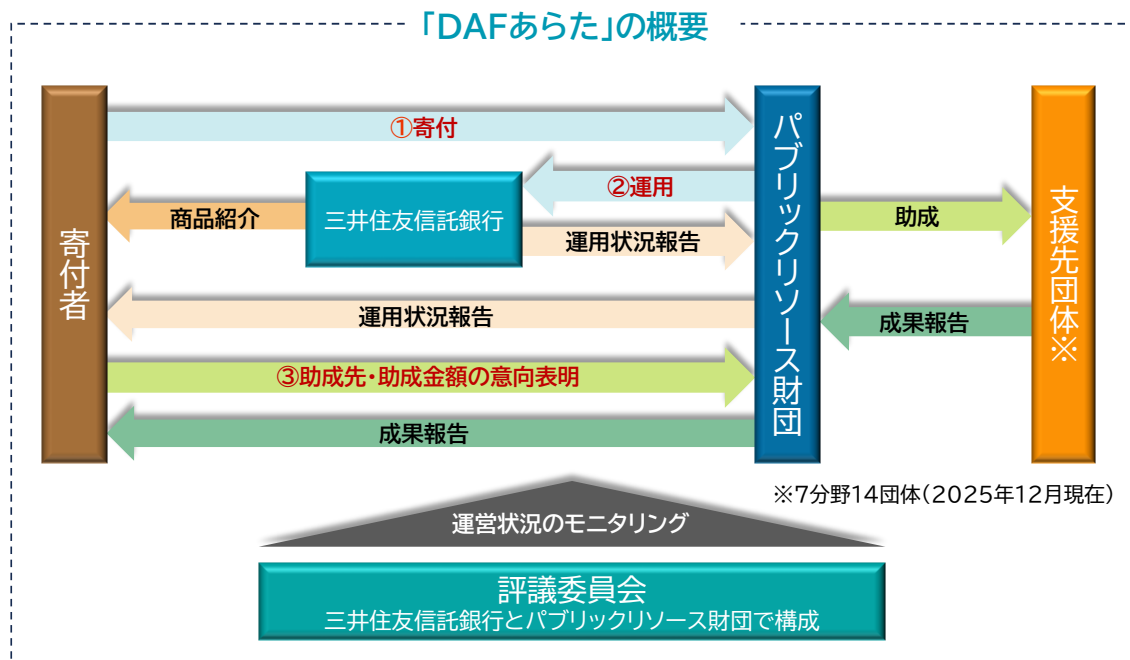 「DAFあらた」の概要
寄付者
①寄付
パブリックリソース財団
②運用
三井住友信託銀行
商品紹介
運用状況報告
助成
支援先団体※
運用状況報告
成果報告
③助成先・助成金額の意向表明
成果報告
※7分野14団体(2025年12月現在)
運営状況のモニタリング
評議委員会
三井住友信託銀行とパブリックリソース財団で構成